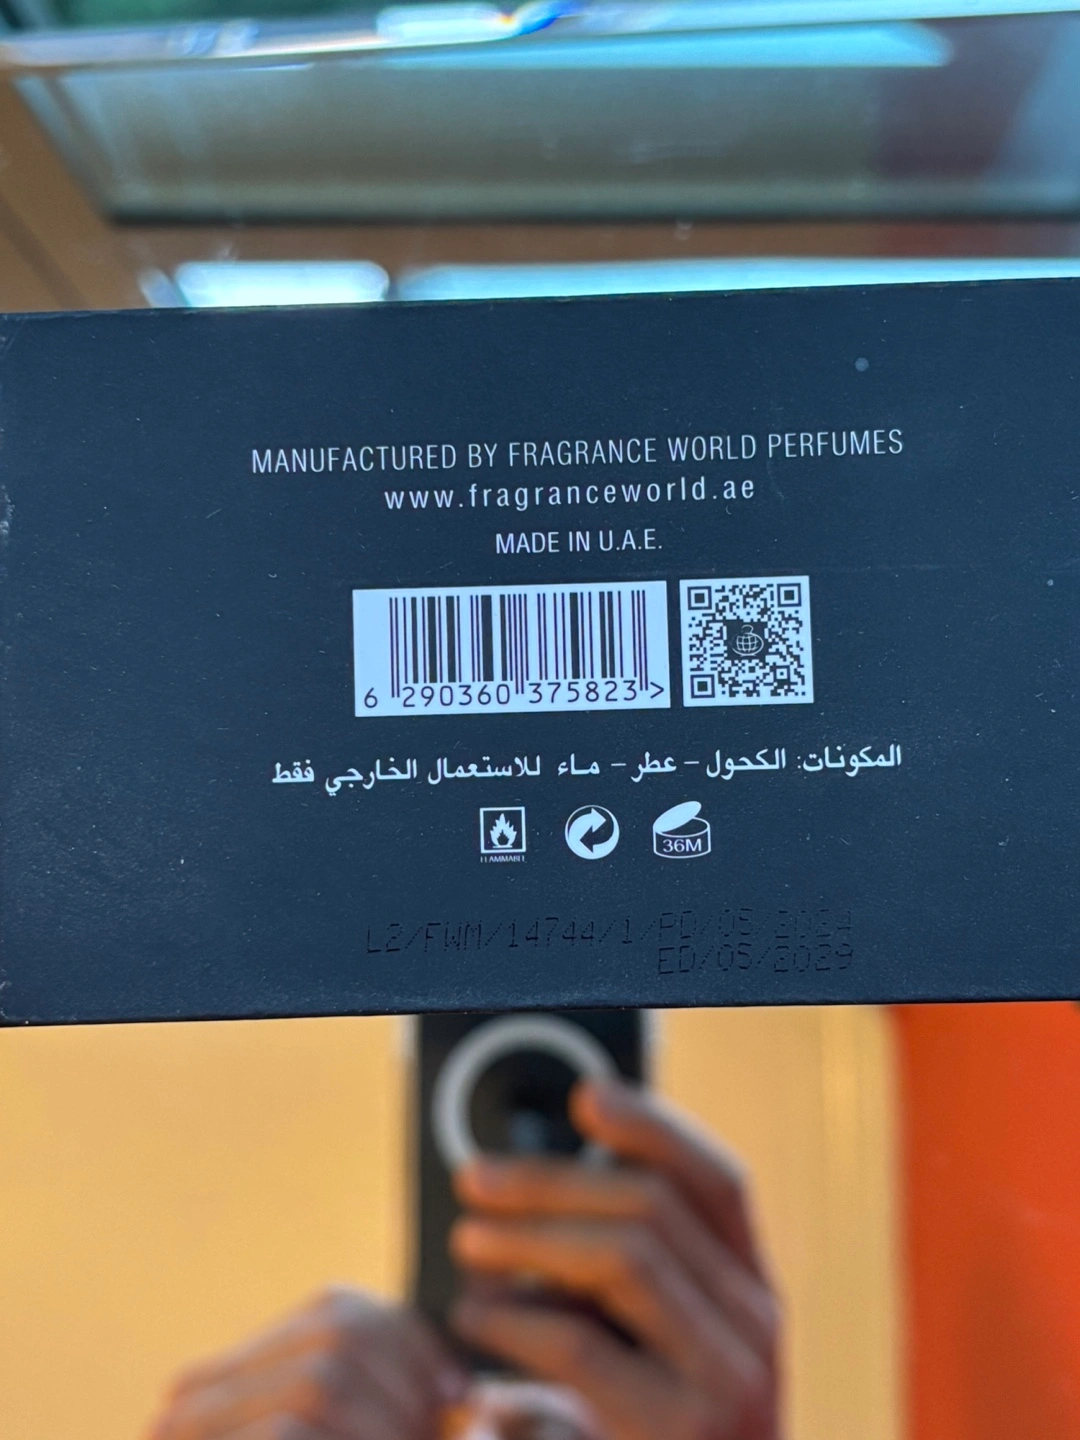 MANUFACTURED BY FRAGRANCE WORLD PERFUMES
www.fragranceworld.ae
MADE IN U.A.E.
6 290360 375823 >
المكونات: الكحول - عطر - ماء للاستعمال الخارجي فقط
FLAMMABLE
36M
L2/FWM/14744/1/PD/05/2024
ED/05/2029